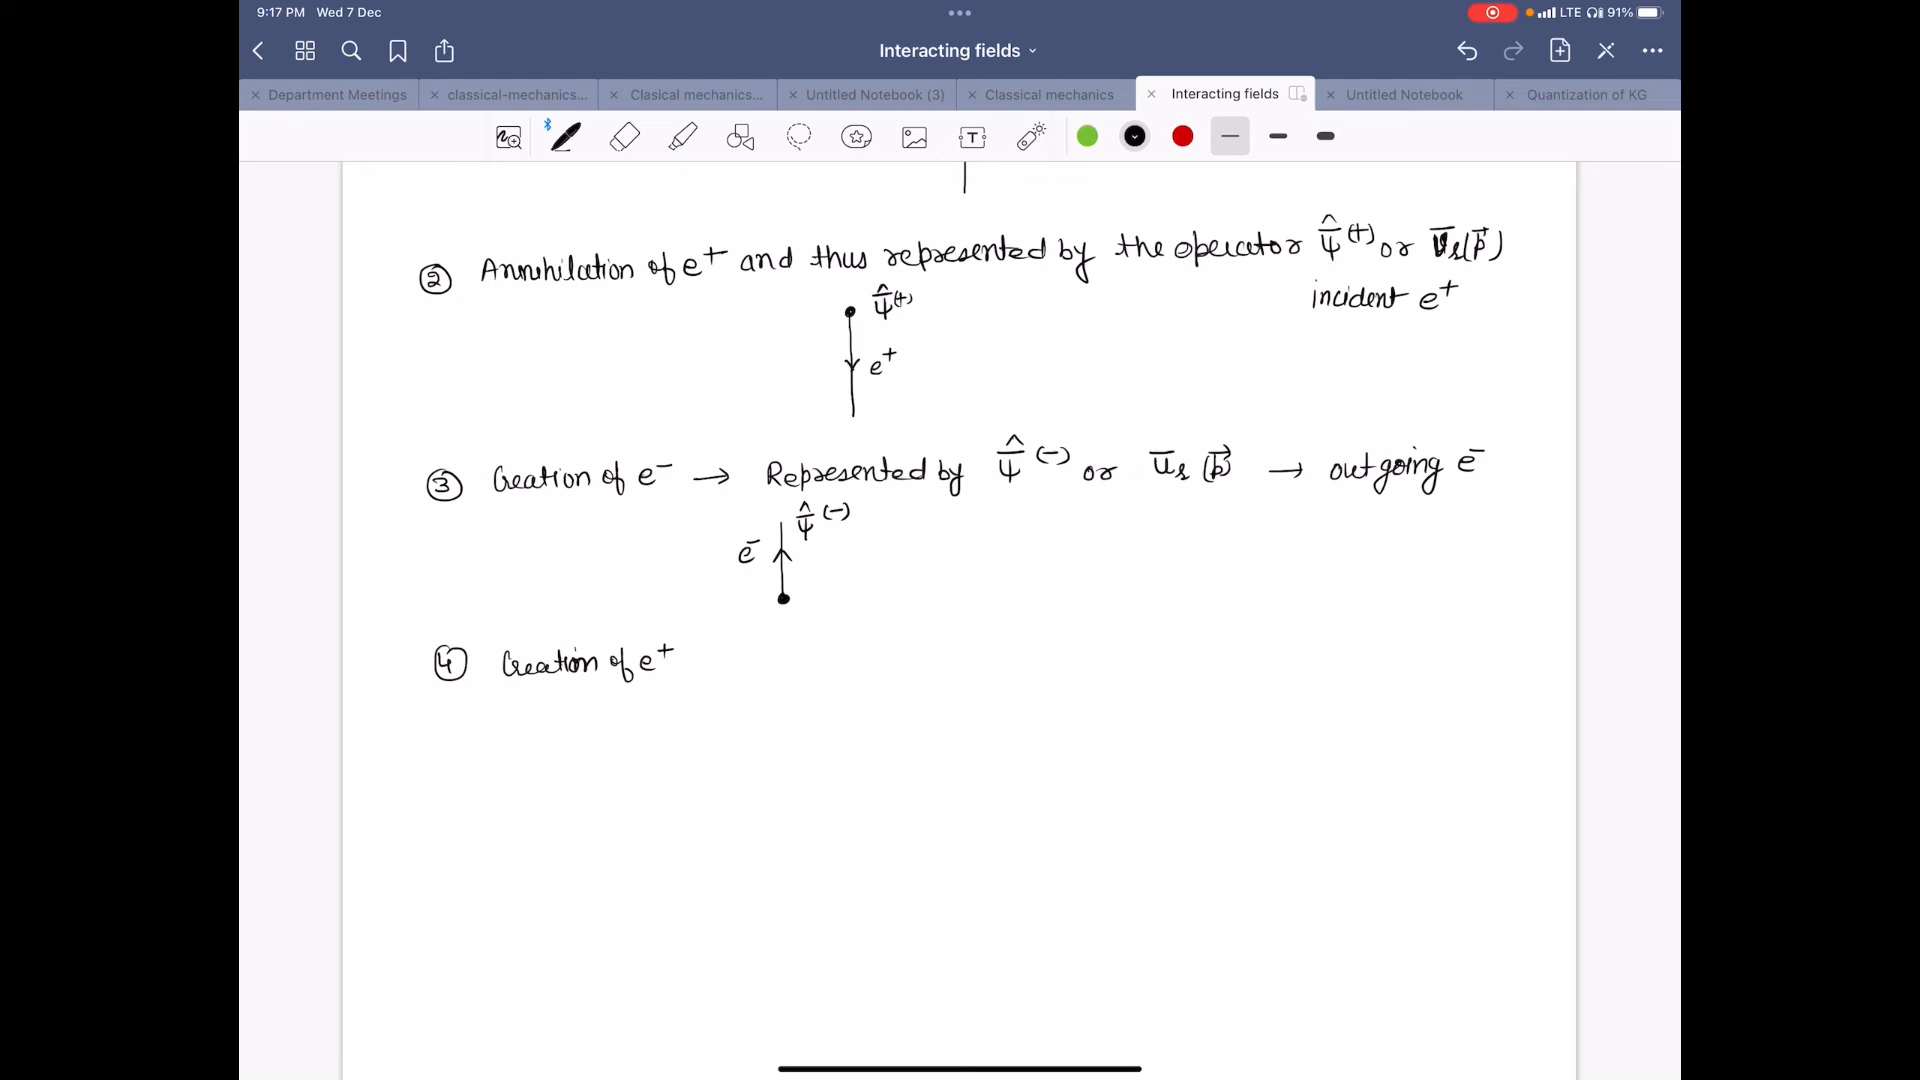 9:17 PM Wed 7 Dec
LTE 91%
Interacting fields
Department Meetings
classical-mechanics...
Clasical mechanics...
Untitled Notebook (3)
Classical mechanics
Interacting fields
Untitled Notebook
Quantization of KG
T
② Annihilation of e⁺ and thus represented by the operator ψ̄̂⁽⁺⁾ or v̄ₛ(p⃗)
incident e⁺
ψ̄̂⁽⁺⁾
e⁺
③ Creation of e⁻ → Represented by ψ̄̂⁽⁻⁾ or ūₛ(p⃗) → outgoing e⁻
ψ̄̂⁽⁻⁾
e⁻
④ Creation of e⁺